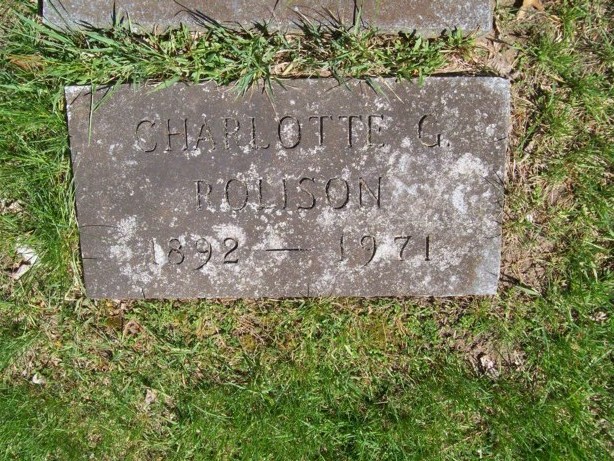 CHARLOTTE G.
ROLISON
1892 — 1971